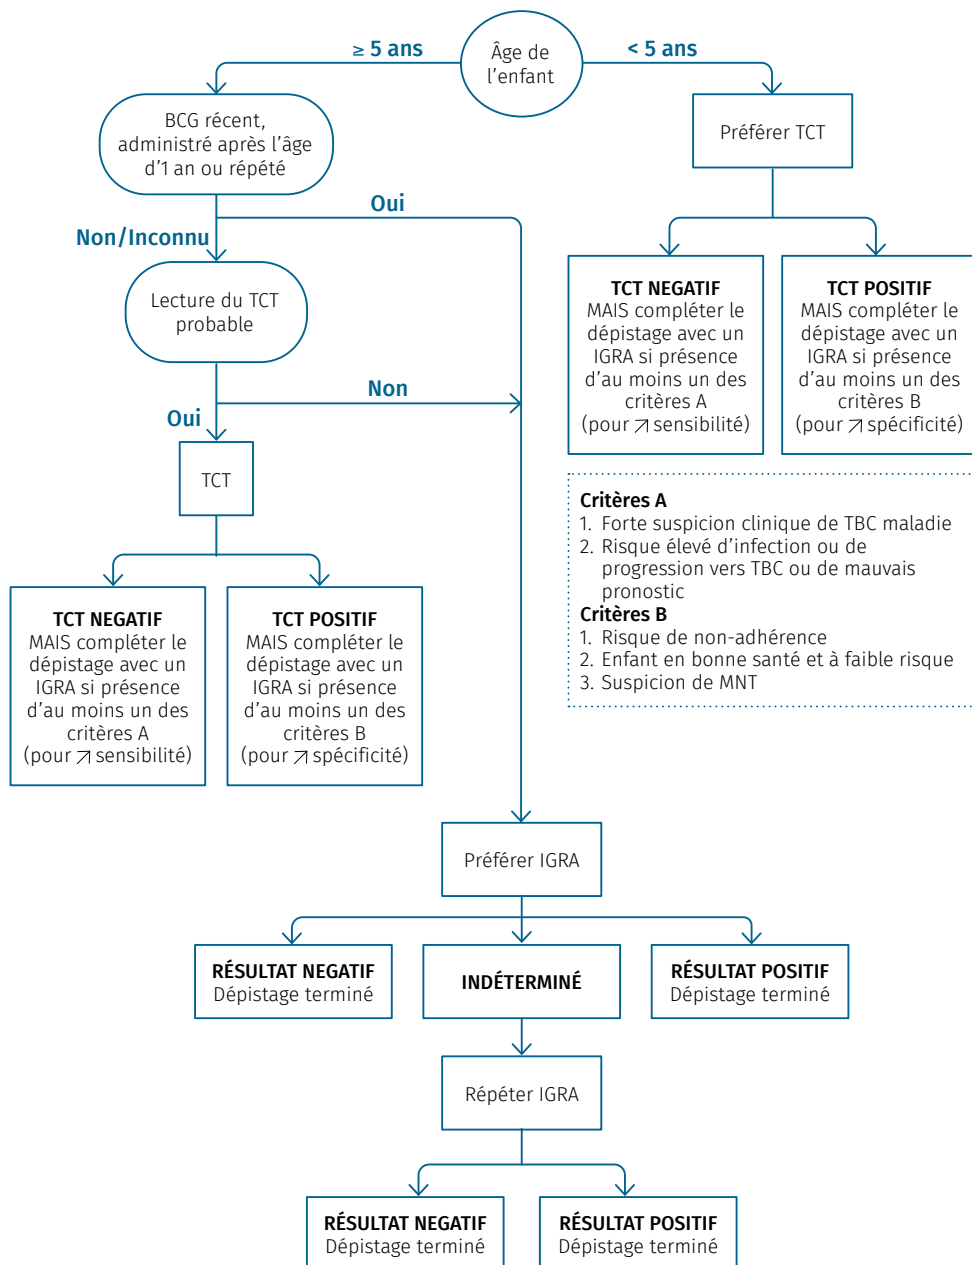 ≥ 5 ans
Âge de
l’enfant
< 5 ans
BCG récent,
administré après l’âge
d’1 an ou répété
Préférer TCT
Oui
Non/Inconnu
Lecture du TCT
probable
TCT NEGATIF
MAIS compléter le
dépistage avec un
IGRA si présence
d’au moins un des
critères A
(pour ↗ sensibilité)
TCT POSITIF
MAIS compléter le
dépistage avec un
IGRA si présence
d’au moins un des
critères B
(pour ↗ spécificité)
Non
Oui
TCT
Critères A
1. Forte suspicion clinique de TBC maladie
2. Risque élevé d’infection ou de
progression vers TBC ou de mauvais
pronostic
Critères B
1. Risque de non-adhérence
2. Enfant en bonne santé et à faible risque
3. Suspicion de MNT
TCT NEGATIF
MAIS compléter le
dépistage avec un
IGRA si présence
d’au moins un des
critères A
(pour ↗ sensibilité)
TCT POSITIF
MAIS compléter le
dépistage avec un
IGRA si présence
d’au moins un des
critères B
(pour ↗ spécificité)
Préférer IGRA
RÉSULTAT NEGATIF
Dépistage terminé
INDÉTERMINÉ
RÉSULTAT POSITIF
Dépistage terminé
Répéter IGRA
RÉSULTAT NEGATIF
Dépistage terminé
RÉSULTAT POSITIF
Dépistage terminé